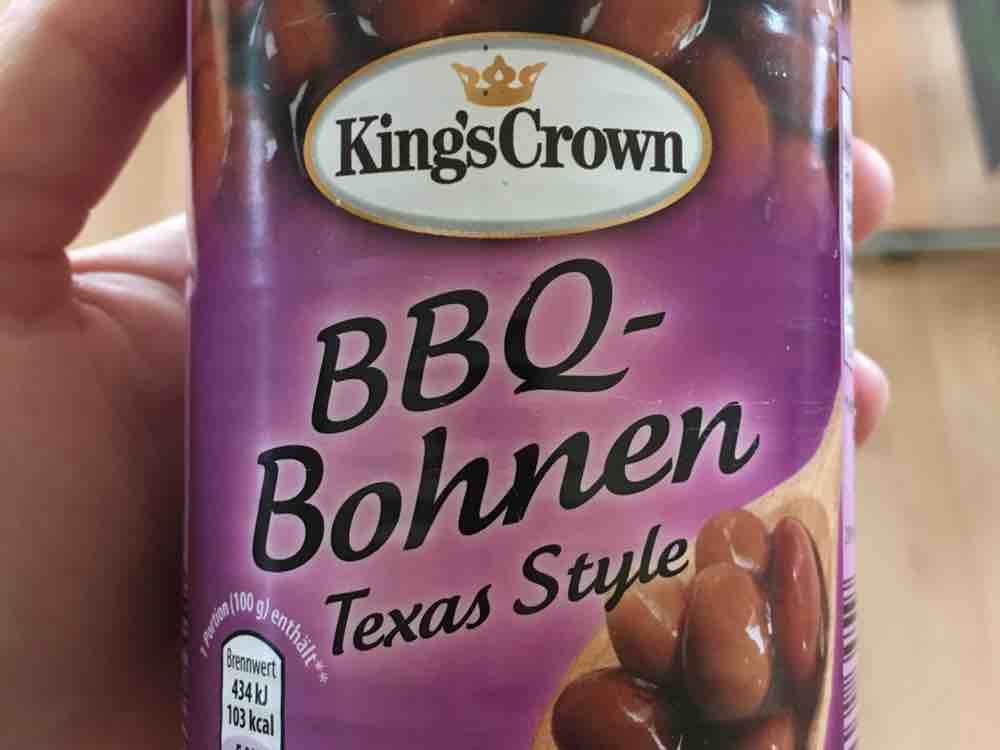 King's Crown
BBQ-
Bohnen
Texas Style
1 Portion (100 g) enthält**
Brennwert
434 kJ
103 kcal